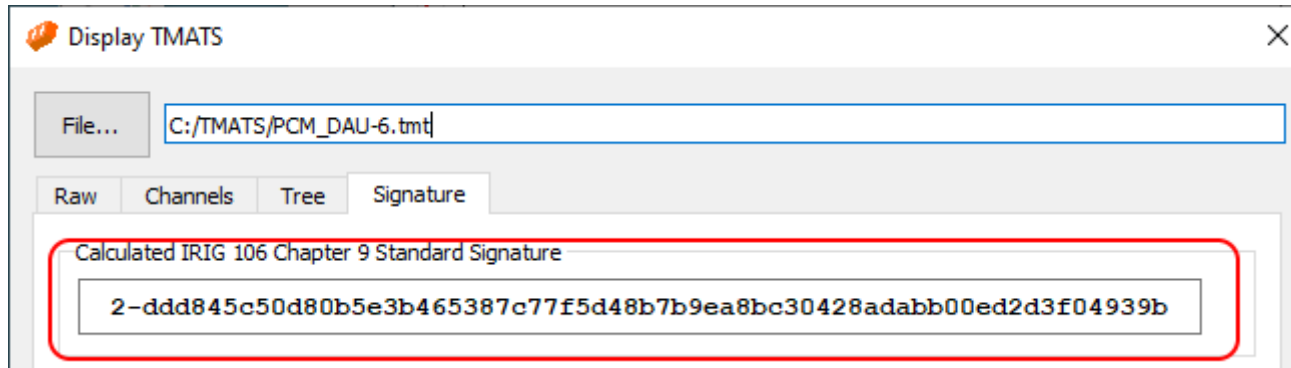 Display TMATS
File... C:/TMATS/PCM_DAU-6.tmt
Raw Channels Tree Signature
Calculated IRIG 106 Chapter 9 Standard Signature
2-ddd845c50d80b5e3b465387c77f5d48b7b9ea8bc30428adabb00ed2d3f04939b